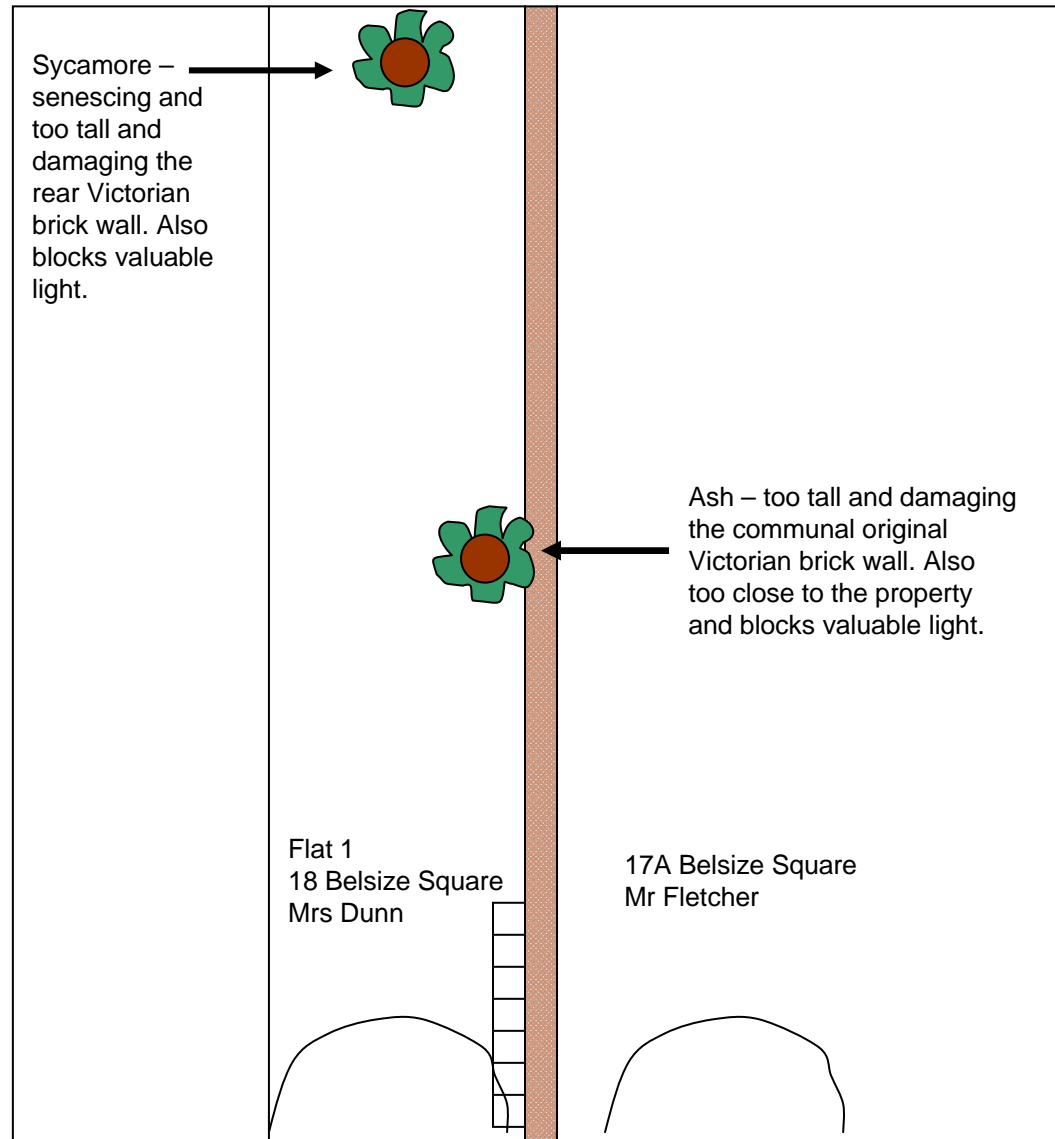 Sycamore –
senescing and
too tall and
damaging the
rear Victorian
brick wall. Also
blocks valuable
light.
Ash – too tall and damaging
the communal original
Victorian brick wall. Also
too close to the property
and blocks valuable light.
Flat 1
18 Belsize Square
Mrs Dunn
17A Belsize Square
Mr Fletcher